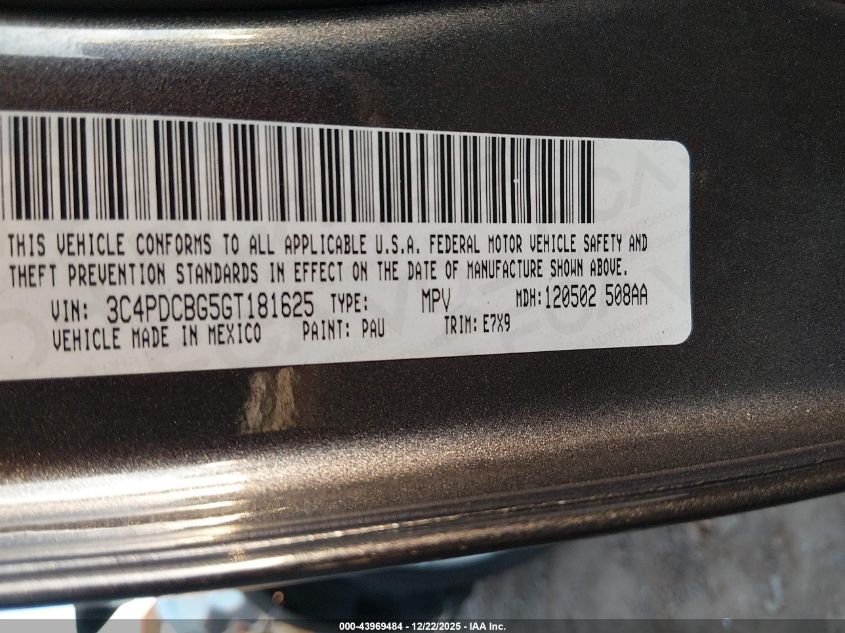 THIS VEHICLE CONFORMS TO ALL APPLICABLE U.S.A. FEDERAL MOTOR VEHICLE SAFETY AND
THEFT PREVENTION STANDARDS IN EFFECT ON THE DATE OF MANUFACTURE SHOWN ABOVE.
VIN: 3C4PDCBG5GT181625 TYPE: MPV MDH: 120502 508AA
VEHICLE MADE IN MEXICO PAINT: PAU TRIM: E7X9
000-43969484 | 12/22/2025 - IAA Inc.